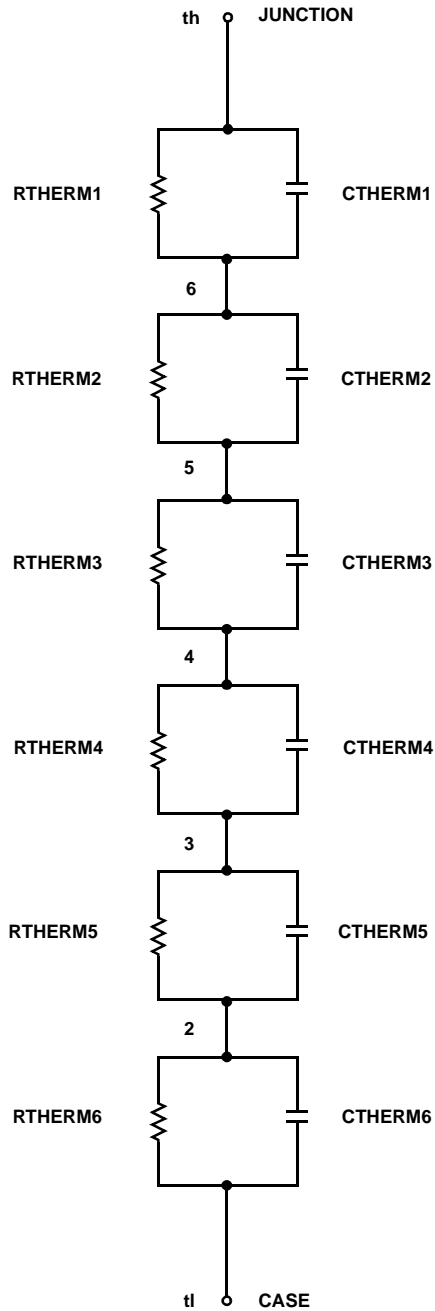 th JUNCTION
RTHERM1 CTHERM1
6
RTHERM2 CTHERM2
5
RTHERM3 CTHERM3
4
RTHERM4 CTHERM4
3
RTHERM5 CTHERM5
2
RTHERM6 CTHERM6
tl CASE